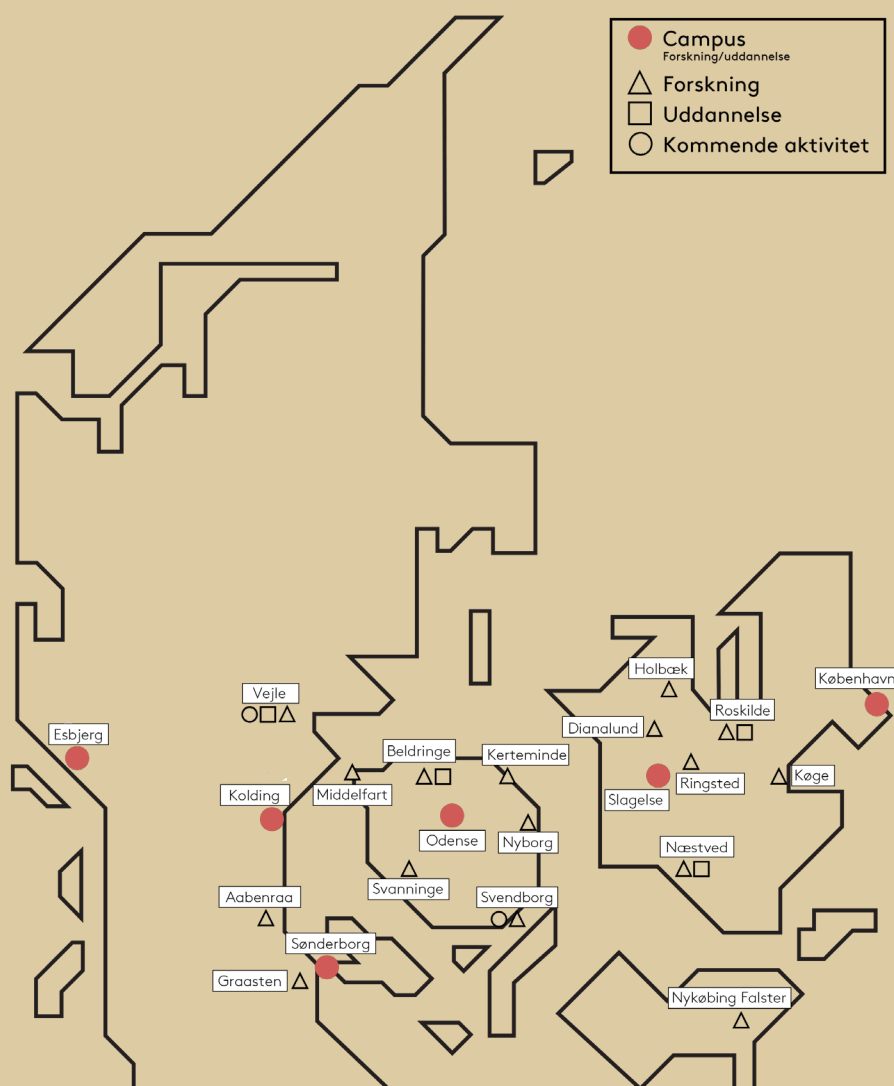 Campus
Forskning/uddannelse
Forskning
Uddannelse
Kommende aktivitet
Holbæk
København
Vejle
Roskilde
Esbjerg
Dianalund
Beldringe
Kerteminde
Ringsted
Køge
Kolding
Middelfart
Slagelse
Odense
Nyborg
Næstved
Svanninge
Aabenraa
Svendborg
Sønderborg
Graasten
Nykøbing Falster